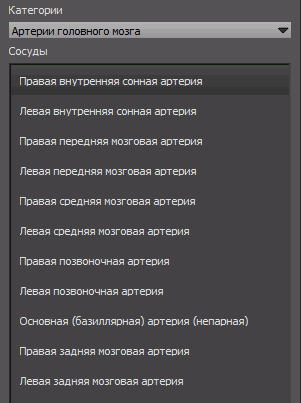 Категории
Артерии головного мозга
Сосуды
Правая внутренняя сонная артерия
Левая внутренняя сонная артерия
Правая передняя мозговая артерия
Левая передняя мозговая артерия
Правая средняя мозговая артерия
Левая средняя мозговая артерия
Правая позвоночная артерия
Левая позвоночная артерия
Основная (базиллярная) артерия (непарная)
Правая задняя мозговая артерия
Левая задняя мозговая артерия